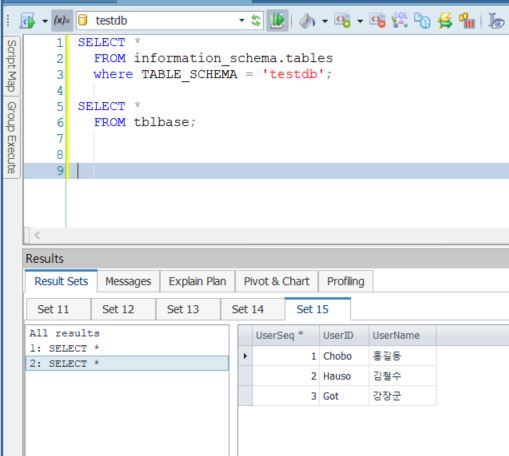 (x)= testdb
SQL
Script Map
Group Execute
1 SELECT *
2 FROM information_schema.tables
3 where TABLE_SCHEMA = 'testdb';
4
5 SELECT *
6 FROM tblbase;
7
8
9
Results
Result Sets Messages Explain Plan Pivot & Chart Profiling
Set 11 Set 12 Set 13 Set 14 Set 15
All results
1: SELECT *
2: SELECT *
UserSeq * UserID UserName
1 Chobo 홍길동
2 Hauso 김철수
3 Got 강장군